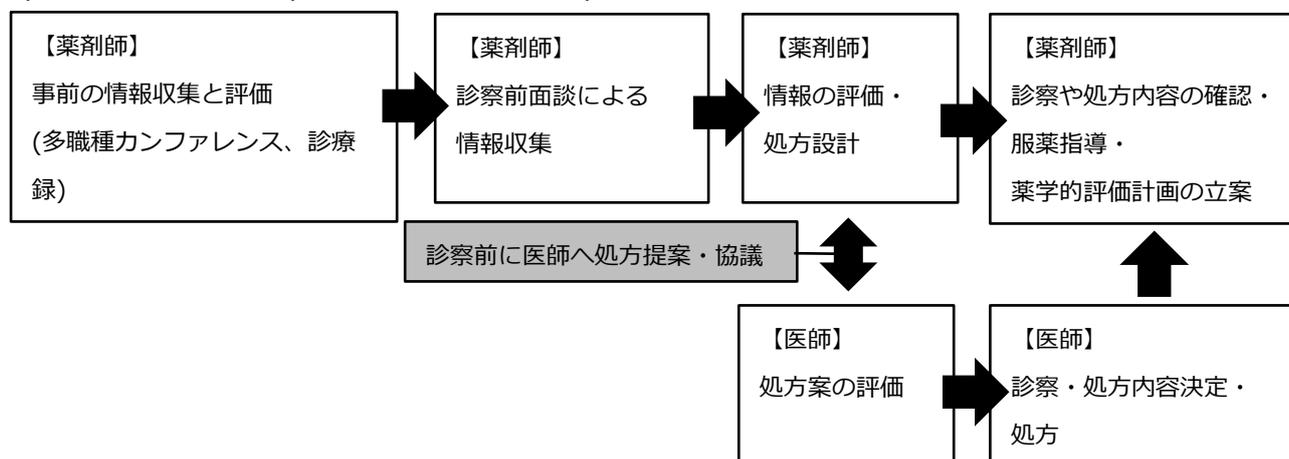 【薬剤師】
事前の情報収集と評価
(多職種カンファレンス、診療
録)
【薬剤師】
診察前面談による
情報収集
【薬剤師】
情報の評価・
処方設計
【薬剤師】
診察や処方内容の確認・
服薬指導・
薬学的評価計画の立案
診察前に医師へ処方提案・協議
【医師】
処方案の評価
【医師】
診察・処方内容決定・
処方